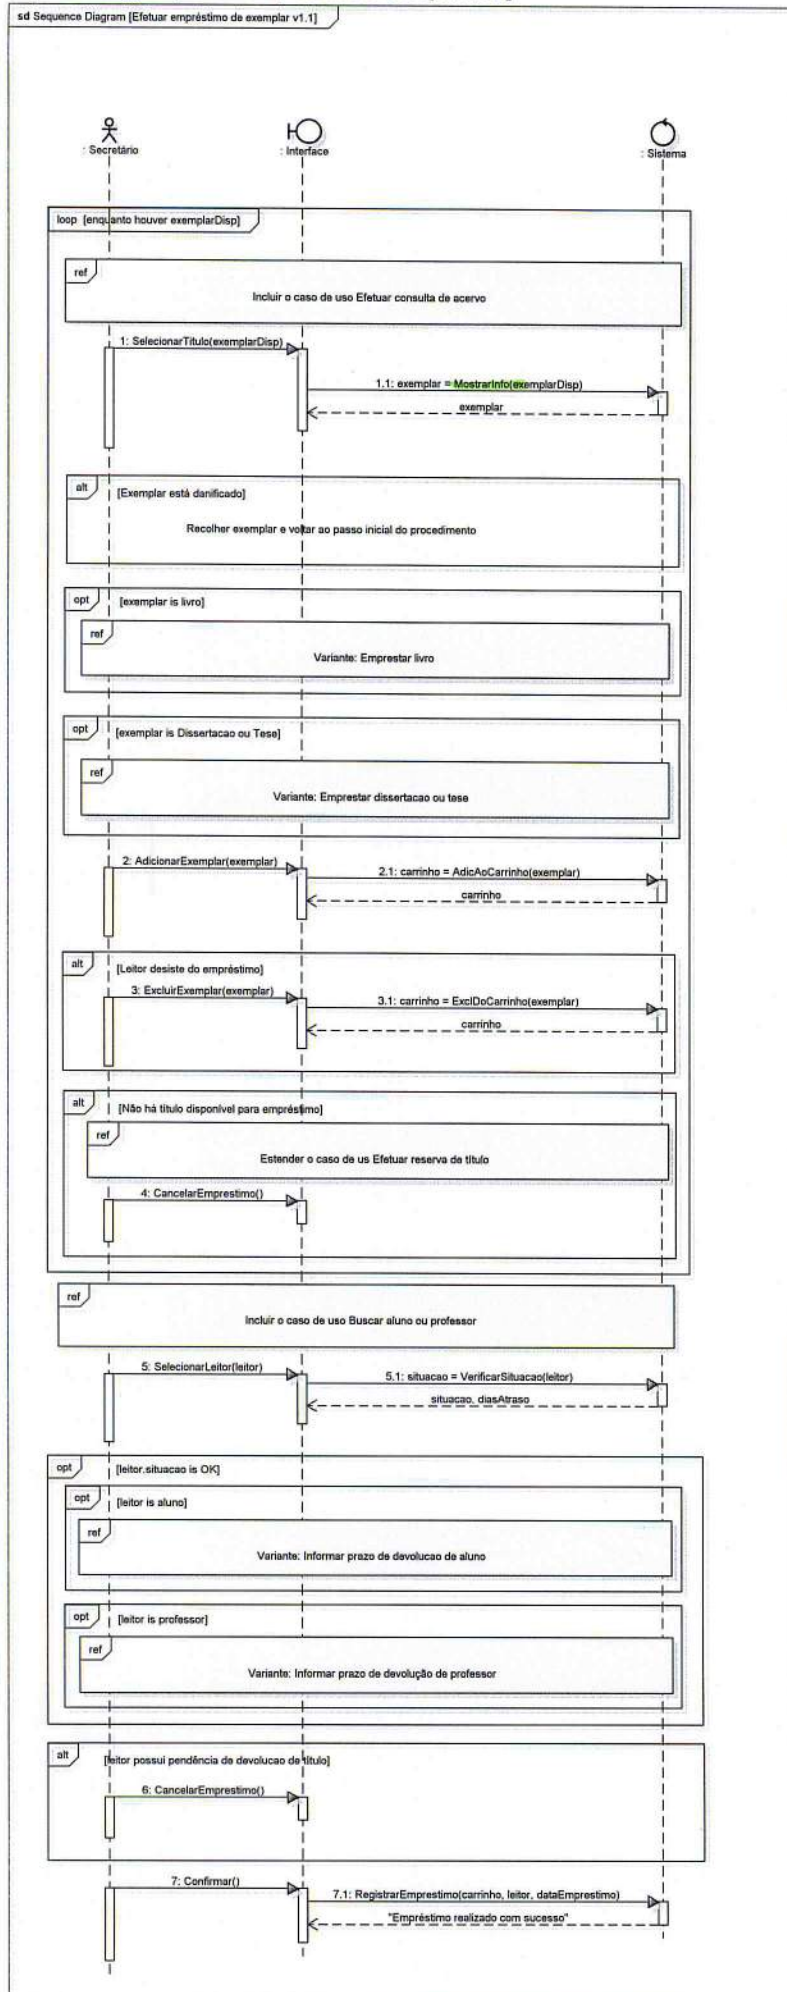 sd Sequence Diagram [Efetuar empréstimo de exemplar v1.1]
: Secretário
: Interface
: Sistema
loop [enquanto houver exemplarDisp]
ref
Incluir o caso de uso Efetuar consulta de acervo
1: SelecionarTitulo(exemplarDisp)
1.1: exemplar = MostrarInfo(exemplarDisp)
exemplar
alt [Exemplar está danificado]
Recolher exemplar e voltar ao passo inicial do procedimento
opt [exemplar is livro]
ref
Variante: Emprestar livro
opt [exemplar is Dissertacao ou Tese]
ref
Variante: Emprestar dissertacao ou tese
2: AdicionarExemplar(exemplar)
2.1: carrinho = AdicAoCarrinho(exemplar)
carrinho
alt [Leitor desiste do empréstimo]
3: ExcluirExemplar(exemplar)
3.1: carrinho = ExclDoCarrinho(exemplar)
carrinho
alt [Não há título disponível para empréstimo]
ref
Estender o caso de us Efetuar reserva de título
4: CancelarEmprestimo()
ref
Incluir o caso de uso Buscar aluno ou professor
5: SelecionarLeitor(leitor)
5.1: situacao = VerificarSituacao(leitor)
situacao, diasAtraso
opt [leitor.situacao is OK]
opt [leitor is aluno]
ref
Variante: Informar prazo de devolucao de aluno
opt [leitor is professor]
ref
Variante: Informar prazo de devolução de professor
alt [leitor possui pendência de devolucao de título]
6: CancelarEmprestimo()
7: Confirmar()
7.1: RegistrarEmprestimo(carrinho, leitor, dataEmprestimo)
"Empréstimo realizado com sucesso"